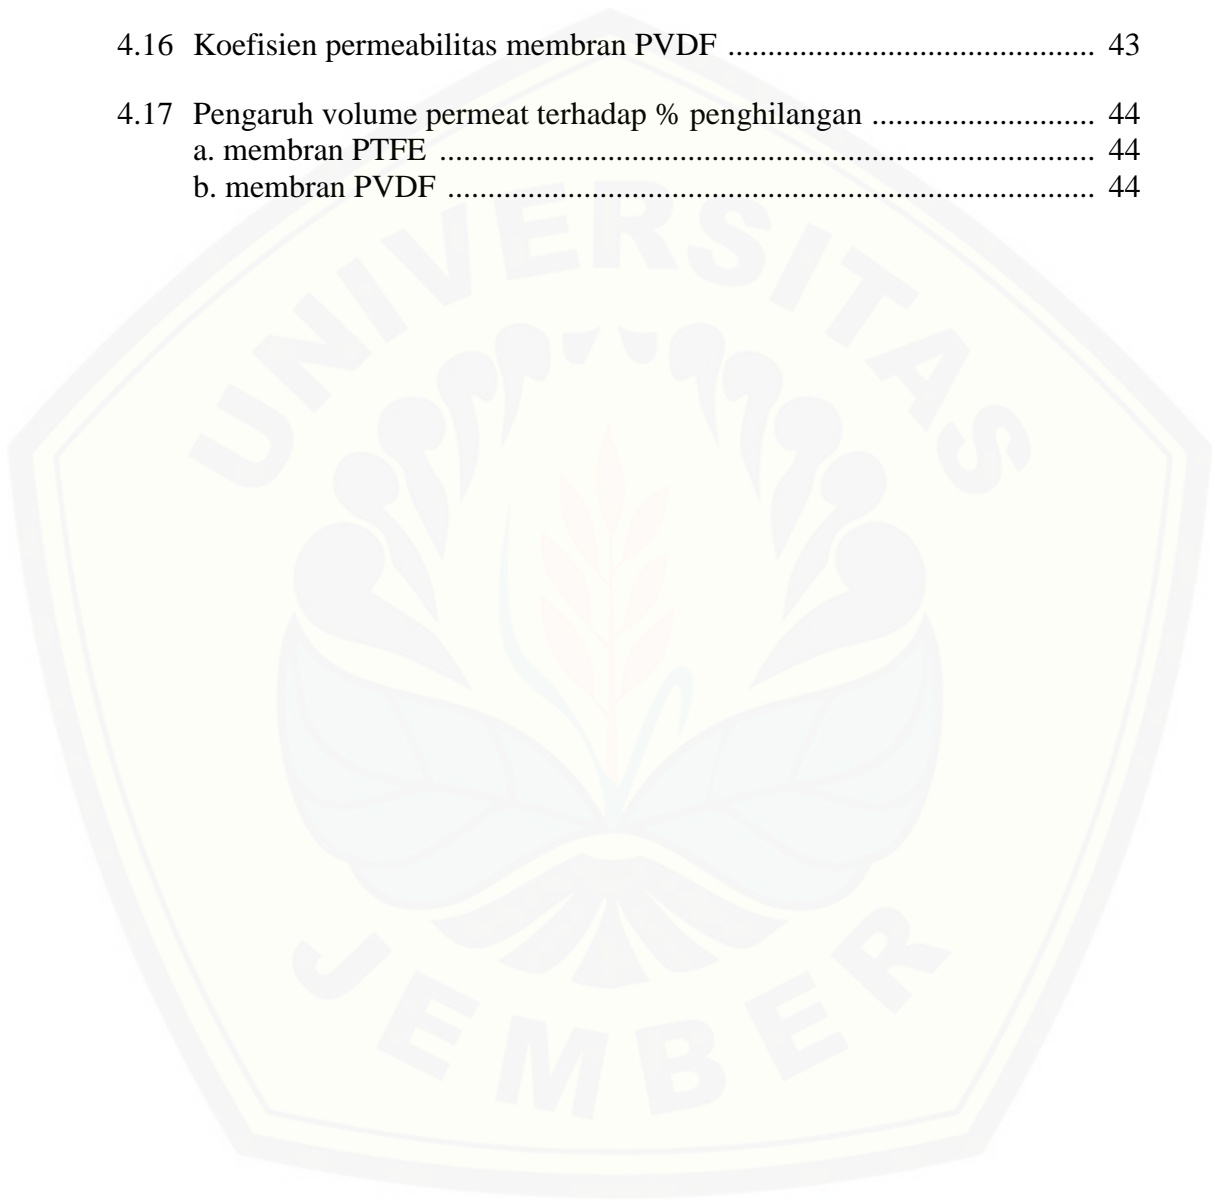 4.16 Koefisien permeabilitas membran PVDF .............................................. 43
4.17 Pengaruh volume permeat terhadap % penghilangan ............................ 44
a. membran PTFE .................................................................................. 44
b. membran PVDF ................................................................................. 44
UNIVERSITAS
JEMBER